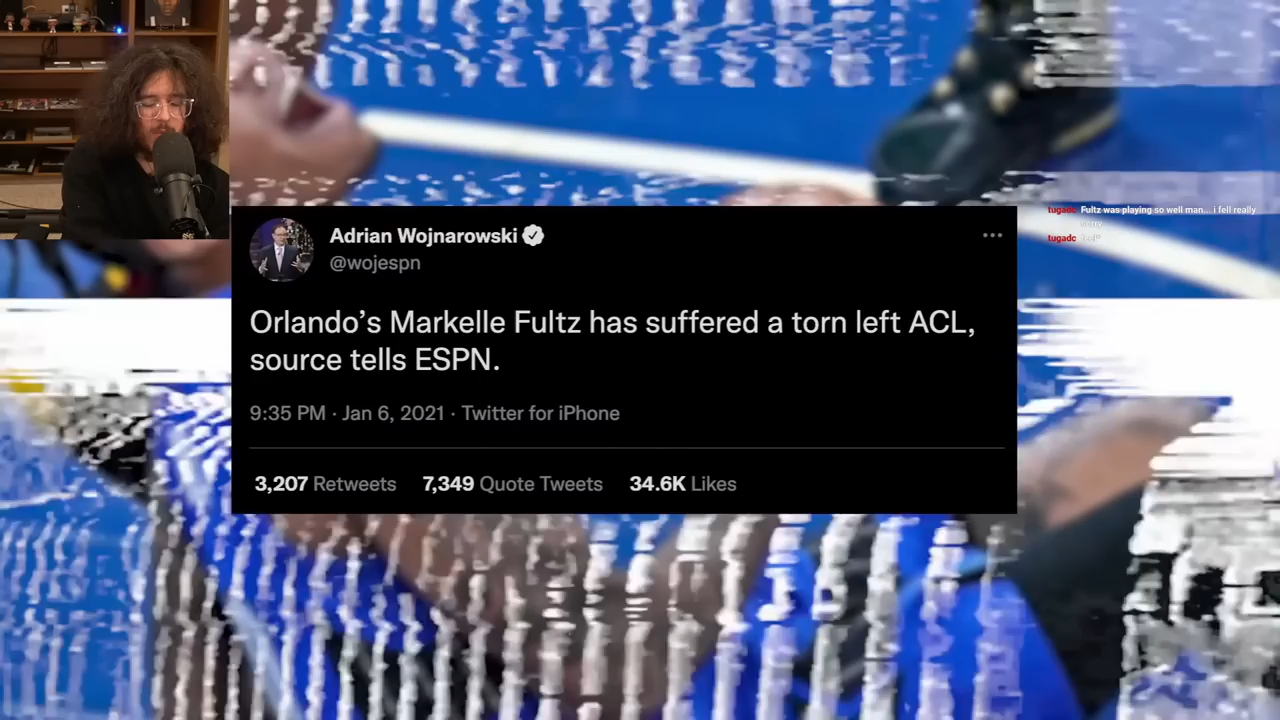 Adrian Wojnarowski
@wojespn
Orlando’s Markelle Fultz has suffered a torn left ACL,
source tells ESPN.
9:35 PM · Jan 6, 2021 · Twitter for iPhone
3,207 Retweets 7,349 Quote Tweets 34.6K Likes
tugadc Fultz was playing so well man... i fell really
sorry
tugadc feel*